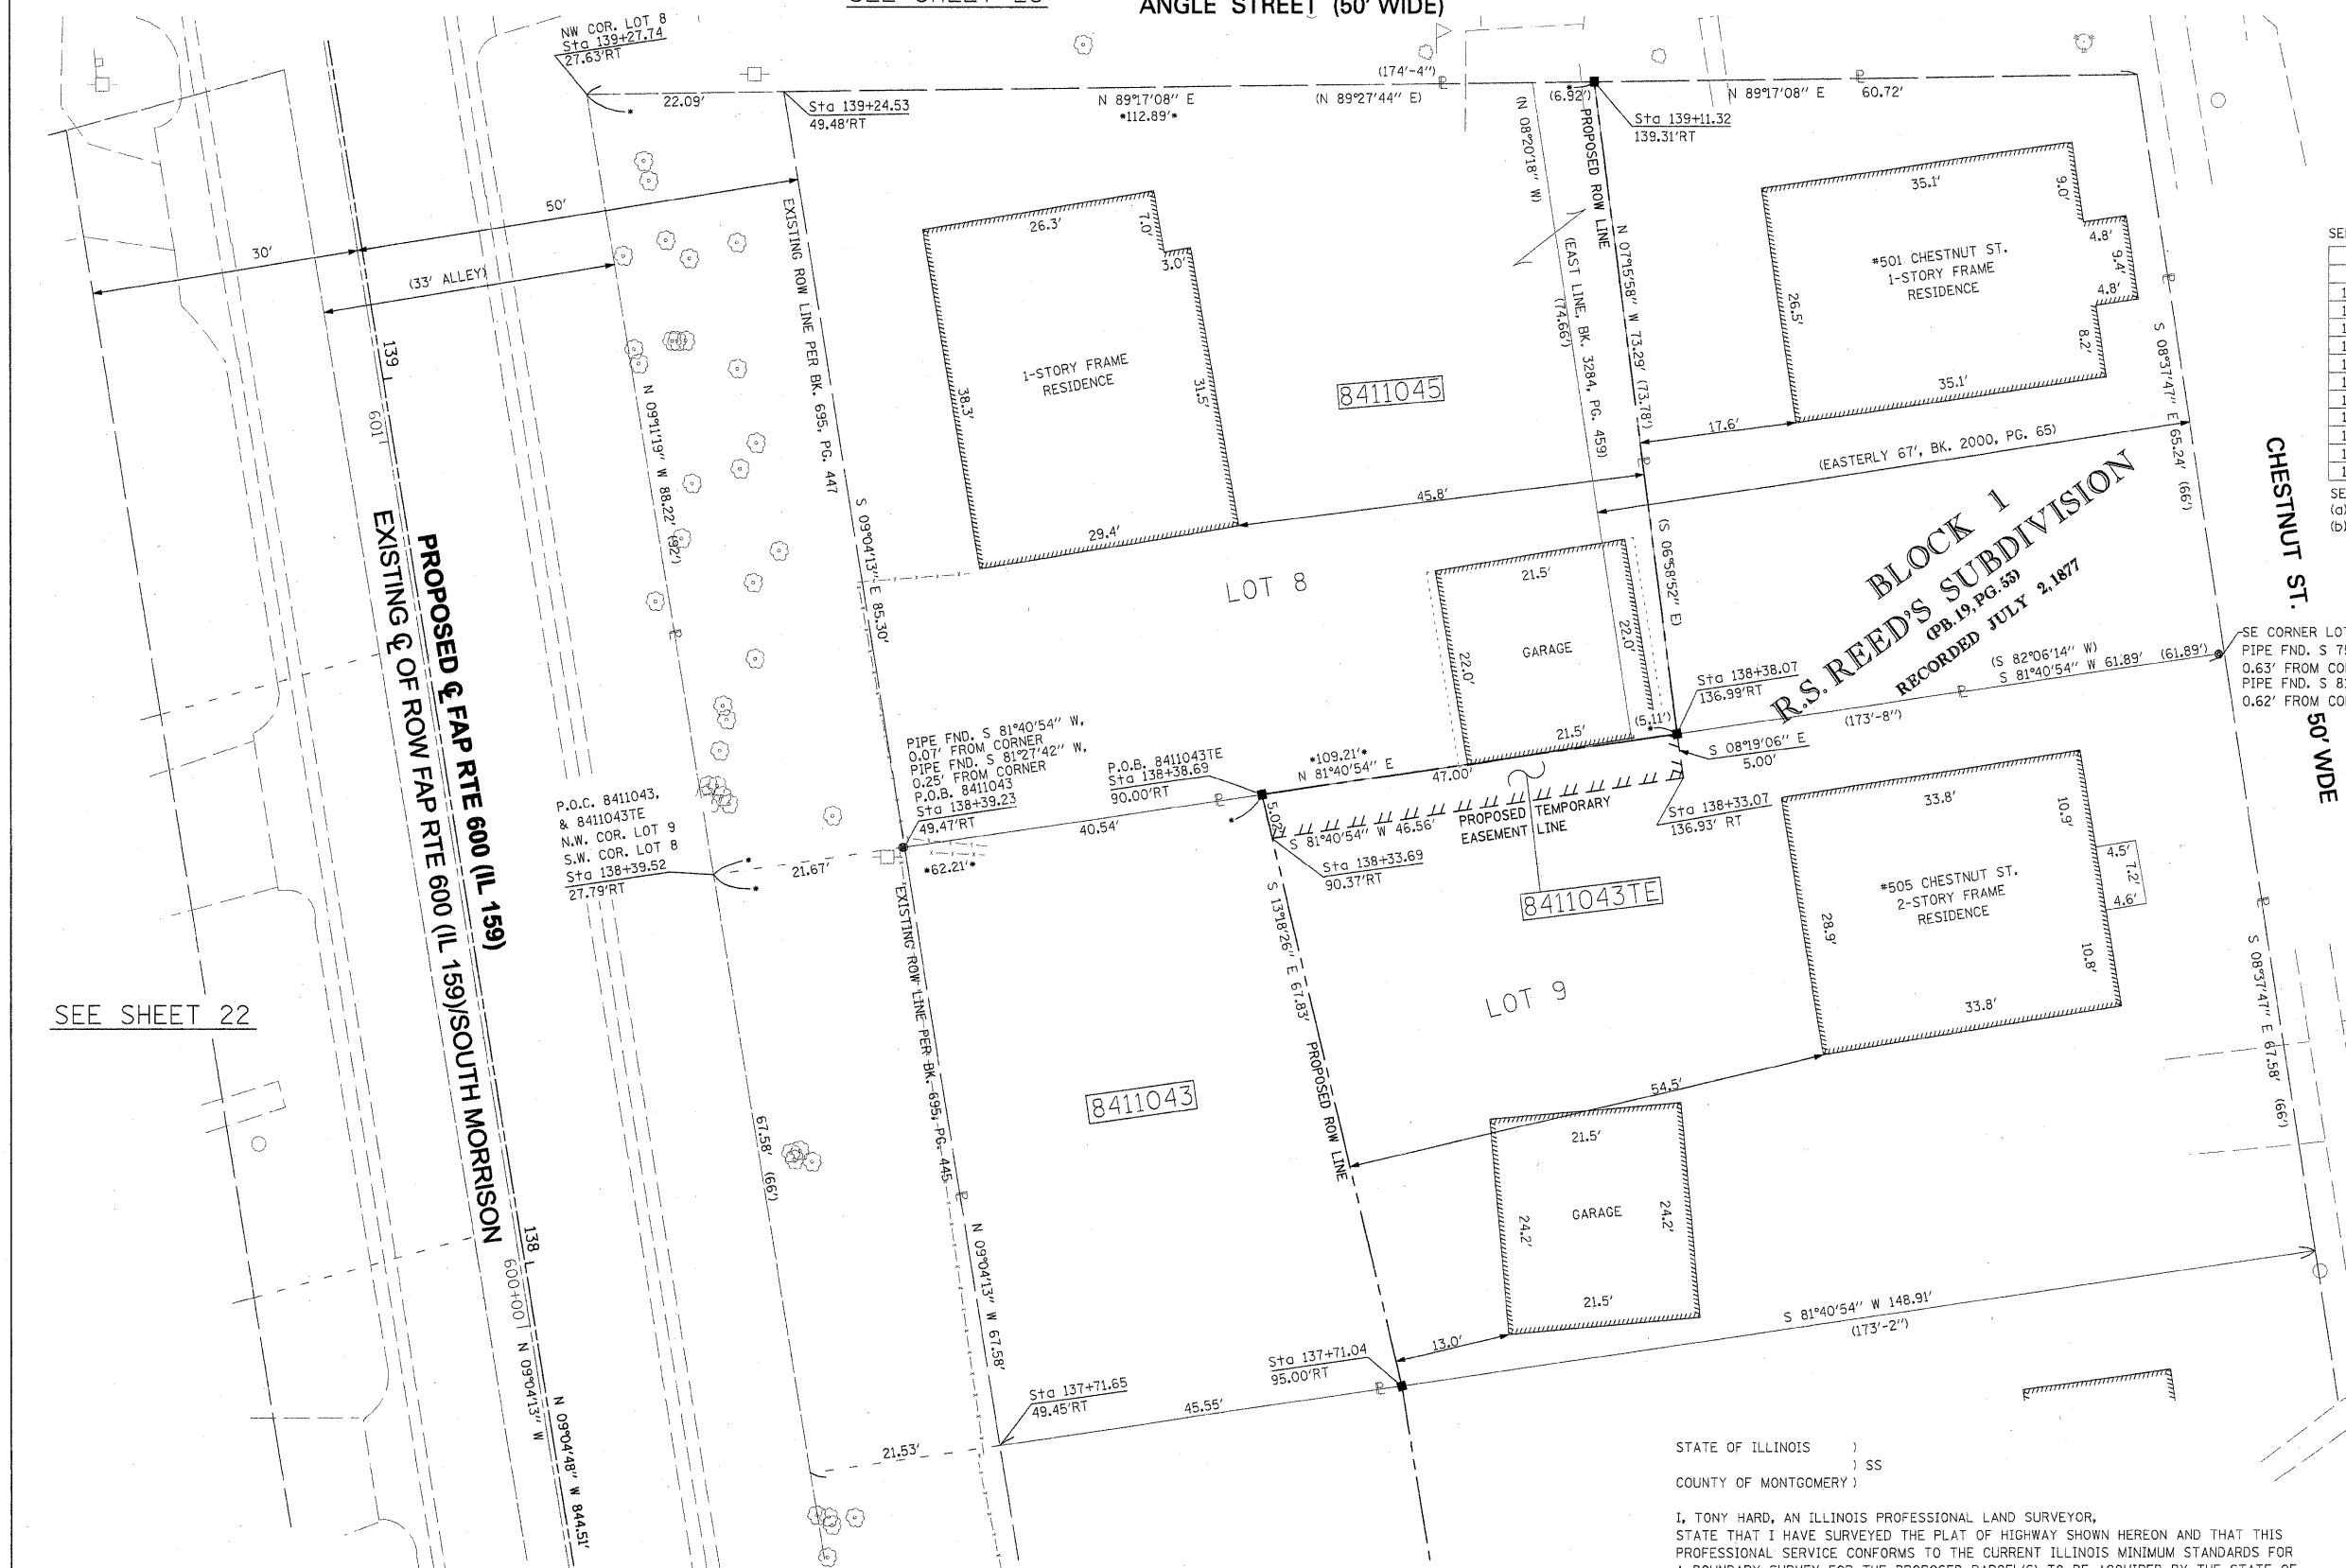 ANGLE STREET (50' WIDE)
NW COR. LOT 8
Sta 139+27.74
27.63'RT
22.09'
Sta 139+24.53
49.48'RT
(174'-4")
N 89°17'08" E
*112.89'*
(N 89°27'44" E)
(6.92')
Sta 139+11.32
139.31'RT
N 89°17'08" E 60.72'
(N 08°20'18" W)
PROPOSED ROW LINE
N 07°15'58" W 73.29' (73.78')
(EAST LINE, BK. 3284, PG. 459)
(74.66')
30'
50'
(33' ALLEY)
139
601
EXISTING ROW LINE PER BK. 695, PG. 447
S 09°04'13" E 85.30'
N 09°11'19" W 88.22' (92')
26.3'
7.0'
3.0'
38.3'
31.5'
29.4'
1-STORY FRAME
RESIDENCE
8411045
45.8'
35.1'
9.0'
4.8'
9.4'
4.8'
8.2'
35.1'
26.5'
#501 CHESTNUT ST.
1-STORY FRAME
RESIDENCE
17.6'
(EASTERLY 67', BK. 2000, PG. 65)
S 08°37'47" E 65.24' (66')
CHESTNUT ST.
50' WIDE
BLOCK 1
R.S. REED'S SUBDIVISION
(PB. 19, PG. 53)
RECORDED JULY 2, 1877
LOT 8
21.5'
22.0'
22.0'
GARAGE
21.5'
(5.11')
(S 06°58'52" E)
Sta 138+38.07
136.99'RT
(S 82°06'14" W)
S 81°40'54" W 61.89' (61.89')
(173'-8")
SE CORNER LOT
PIPE FND. S
0.63' FROM
PIPE FND. S
0.62' FROM
PROPOSED ℄ FAP RTE 600 (IL 159)
EXISTING ℄ OF ROW FAP RTE 600 (IL 159)/SOUTH MORRISON
PIPE FND. S 81°40'54" W,
0.07' FROM CORNER
PIPE FND. S 81°27'42" W,
0.25' FROM CORNER
P.O.B. 8411043
Sta 138+39.23
49.47'RT
P.O.B. 8411043TE
Sta 138+38.69
90.00'RT
*109.21'*
N 81°40'54" E
47.00'
S 08°19'06" E
5.00'
P.O.C. 8411043,
& 8411043TE
N.W. COR. LOT 9
S.W. COR. LOT 8
Sta 138+39.52
27.79'RT
21.67'
40.54'
*62.21'*
5.02'
S 81°40'54" W 46.56'
PROPOSED TEMPORARY
EASEMENT LINE
Sta 138+33.07
136.93' RT
Sta 138+33.69
90.37'RT
8411043TE
33.8'
10.9'
4.5'
7.2'
4.6'
10.8'
33.8'
28.9'
#505 CHESTNUT ST.
2-STORY FRAME
RESIDENCE
EXISTING ROW LINE PER BK. 695, PG. 445
N 09°04'13" W 67.58'
S 13°18'26" E 67.83' PROPOSED ROW LINE
LOT 9
SEE SHEET 22
8411043
67.58' (66')
54.5'
21.5'
24.2'
24.2'
GARAGE
21.5'
13.0'
S 08°37'47" E 67.58' (66')
138
600+00
N 09°04'13" W
N 09°04'48" W 844.51'
Sta 137+71.04
95.00'RT
Sta 137+71.65
49.45'RT
45.55'
21.53'
S 81°40'54" W 148.91'
(173'-2")
STATE OF ILLINOIS )
) SS
COUNTY OF MONTGOMERY )
I, TONY HARD, AN ILLINOIS PROFESSIONAL LAND SURVEYOR,
STATE THAT I HAVE SURVEYED THE PLAT OF HIGHWAY SHOWN HEREON AND THAT THIS
PROFESSIONAL SERVICE CONFORMS TO THE CURRENT ILLINOIS MINIMUM STANDARDS FOR